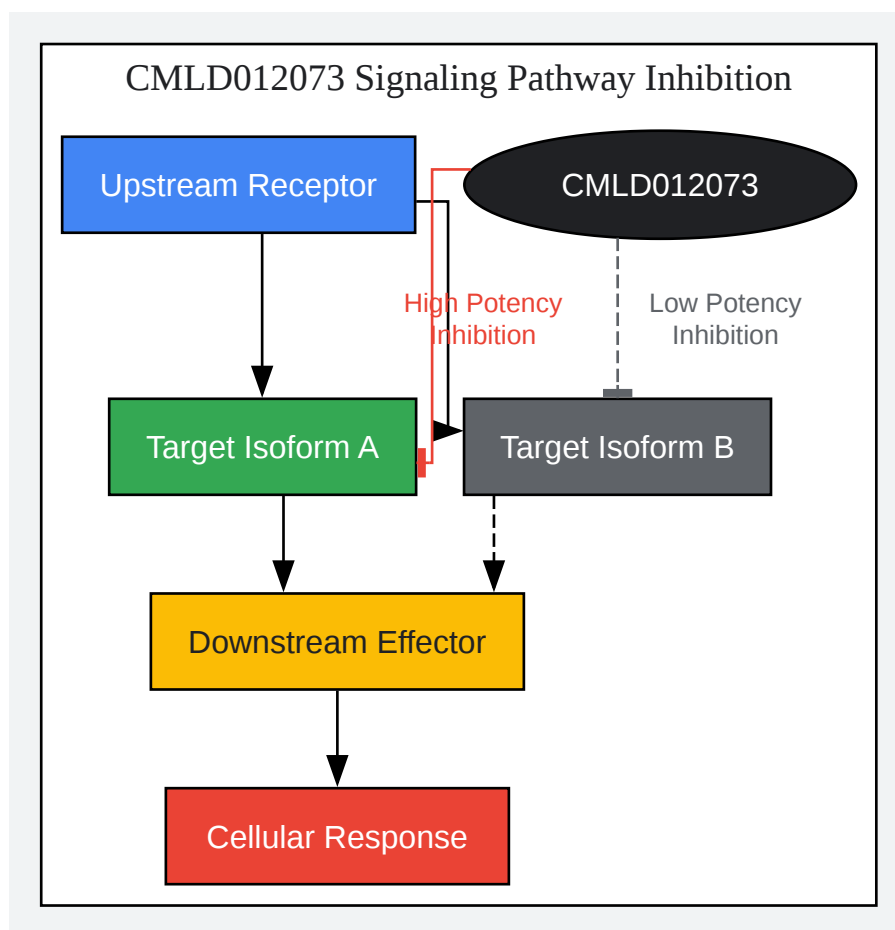 CMLD012073 Signaling Pathway Inhibition
Upstream Receptor
CMLD012073
High Potency
Inhibition
Low Potency
Inhibition
Target Isoform A
Target Isoform B
Downstream Effector
Cellular Response